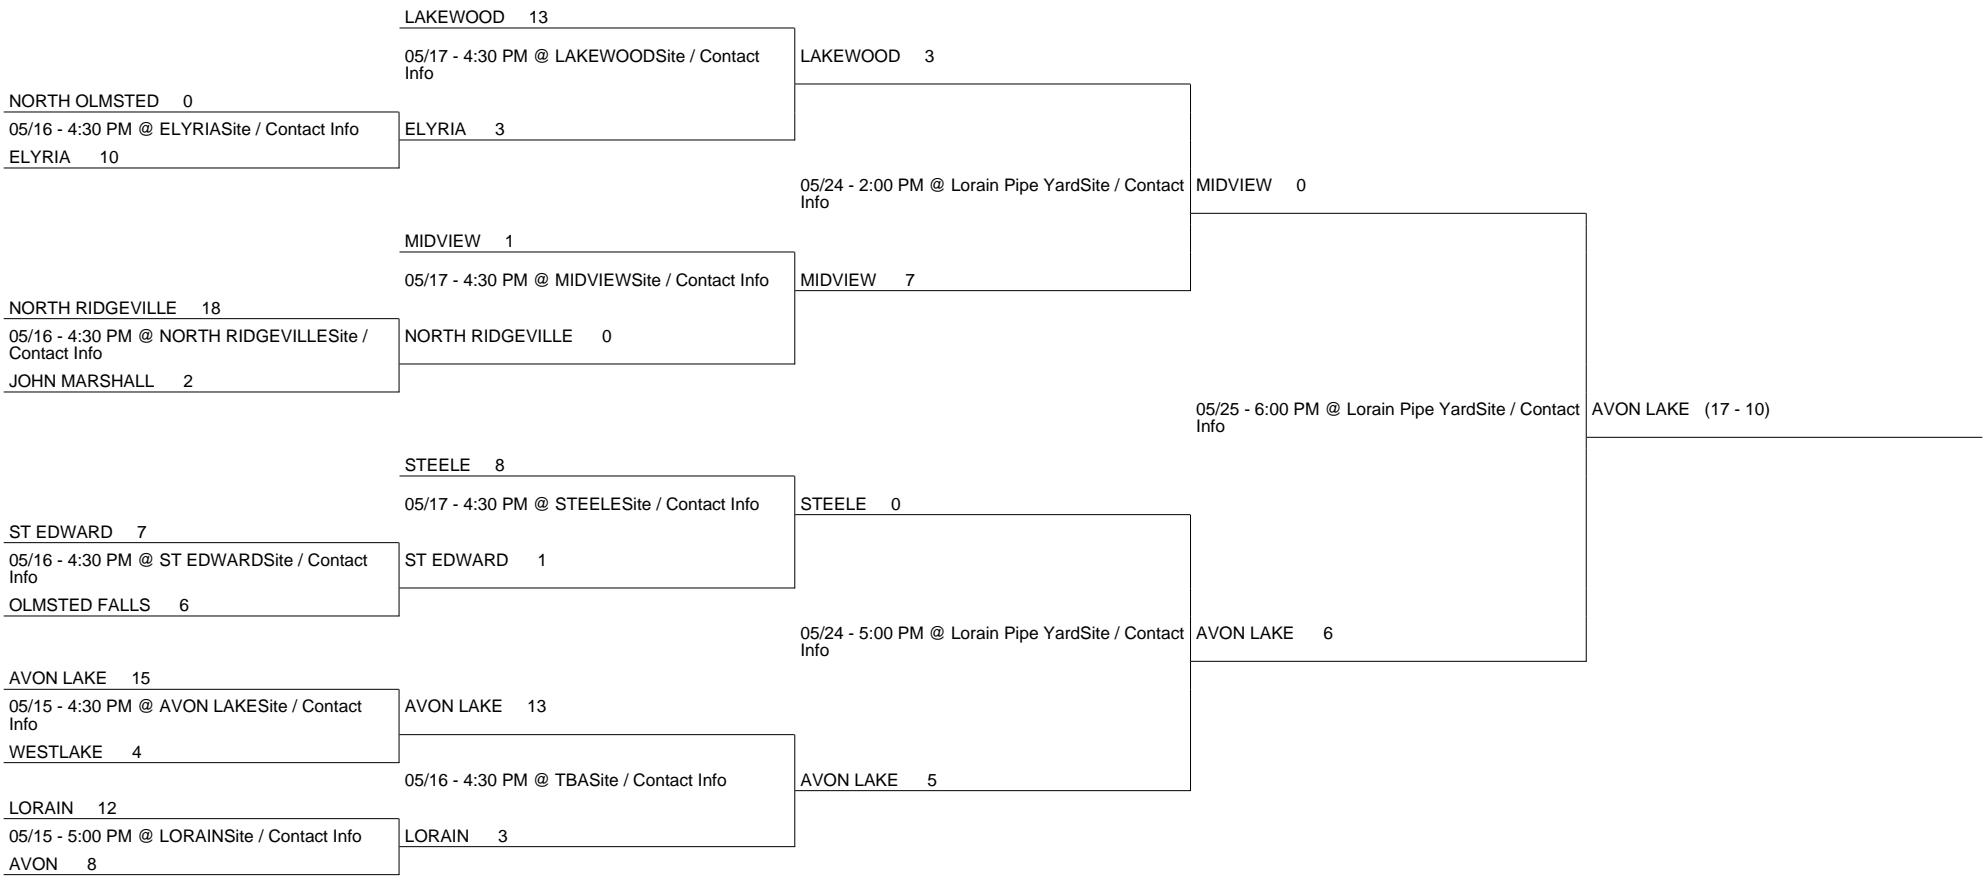 LAKEWOOD 13
05/17 - 4:30 PM @ LAKEWOODSite / Contact
Info
LAKEWOOD 3
NORTH OLMSTED 0
05/16 - 4:30 PM @ ELYRIASite / Contact Info
ELYRIA 3
ELYRIA 10
05/24 - 2:00 PM @ Lorain Pipe YardSite / Contact
Info
MIDVIEW 0
MIDVIEW 1
05/17 - 4:30 PM @ MIDVIEWSite / Contact Info
MIDVIEW 7
NORTH RIDGEVILLE 18
05/16 - 4:30 PM @ NORTH RIDGEVILLESite /
Contact Info
NORTH RIDGEVILLE 0
JOHN MARSHALL 2
05/25 - 6:00 PM @ Lorain Pipe YardSite / Contact
Info
AVON LAKE (17 - 10)
STEELE 8
05/17 - 4:30 PM @ STEELESite / Contact Info
STEELE 0
ST EDWARD 7
05/16 - 4:30 PM @ ST EDWARDSite / Contact
Info
ST EDWARD 1
OLMSTED FALLS 6
05/24 - 5:00 PM @ Lorain Pipe YardSite / Contact
Info
AVON LAKE 6
AVON LAKE 15
05/15 - 4:30 PM @ AVON LAKESite / Contact
Info
AVON LAKE 13
WESTLAKE 4
05/16 - 4:30 PM @ TBASite / Contact Info
AVON LAKE 5
LORAIN 12
05/15 - 5:00 PM @ LORAINSite / Contact Info
LORAIN 3
AVON 8